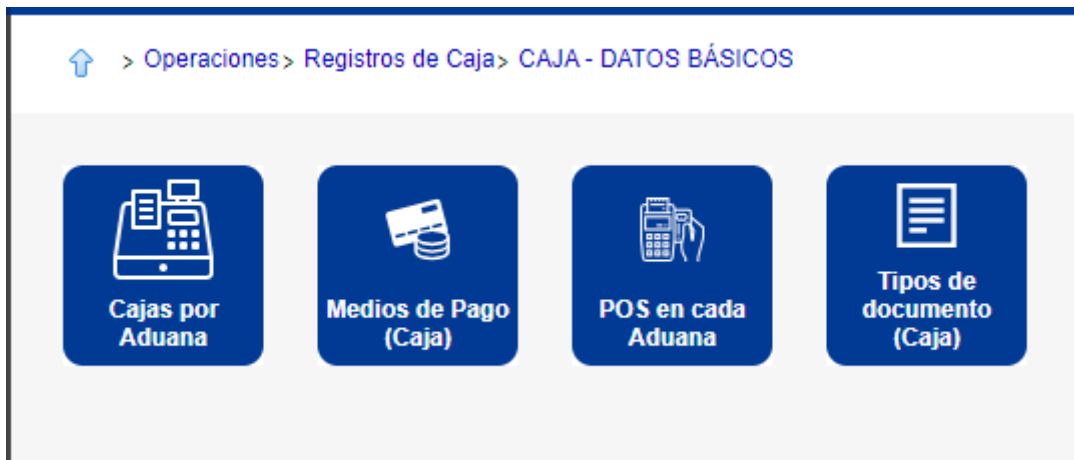 > Operaciones> Registros de Caja> CAJA - DATOS BÁSICOS
Cajas por
Aduana
Medios de Pago
(Caja)
POS en cada
Aduana
Tipos de
documento
(Caja)